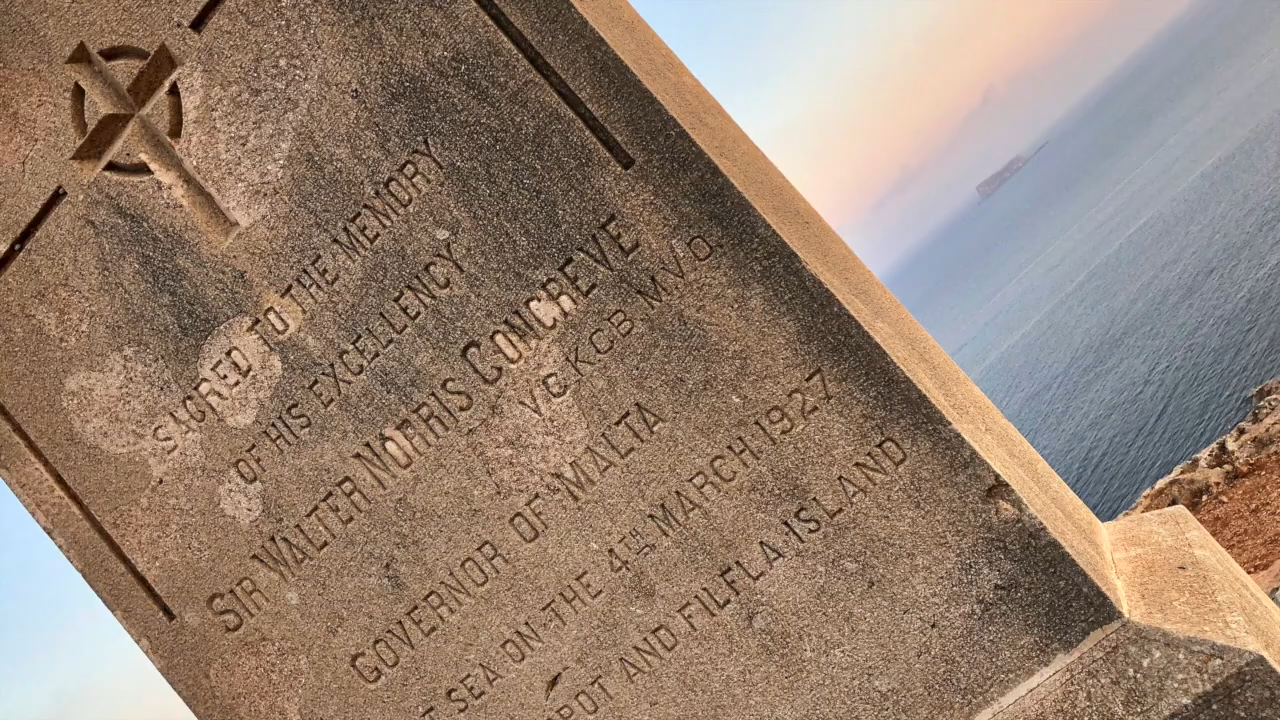 SACRED TO THE MEMORY
OF HIS EXCELLENCY
SIR WALTER NORRIS CONGREVE
V.C. K.C.B. M.V.O.
GOVERNOR OF MALTA
SEA ON THE 4TH MARCH 1927
AND FILFLA ISLAND